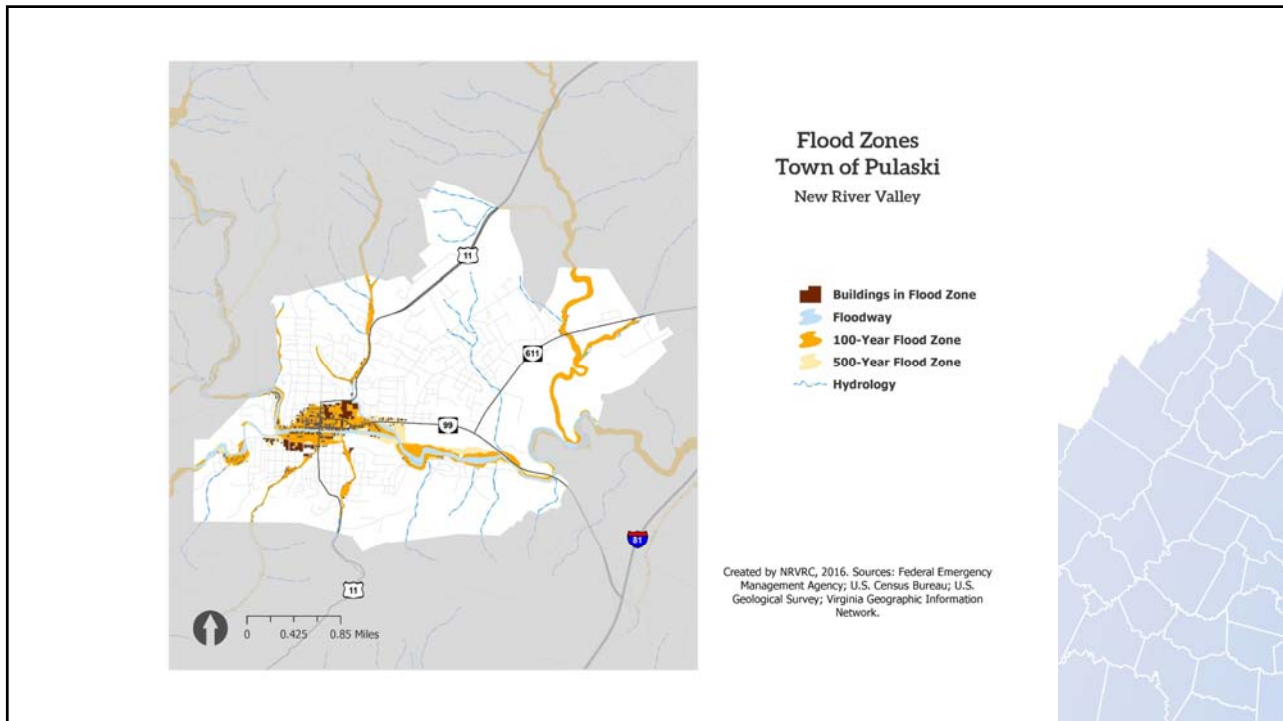 Flood Zones
Town of Pulaski
New River Valley
11
611
99
81
11
0 0.425 0.85 Miles
Buildings in Flood Zone
Floodway
100-Year Flood Zone
500-Year Flood Zone
Hydrology
Created by NRVRC, 2016. Sources: Federal Emergency
Management Agency; U.S. Census Bureau; U.S.
Geological Survey; Virginia Geographic Information
Network.